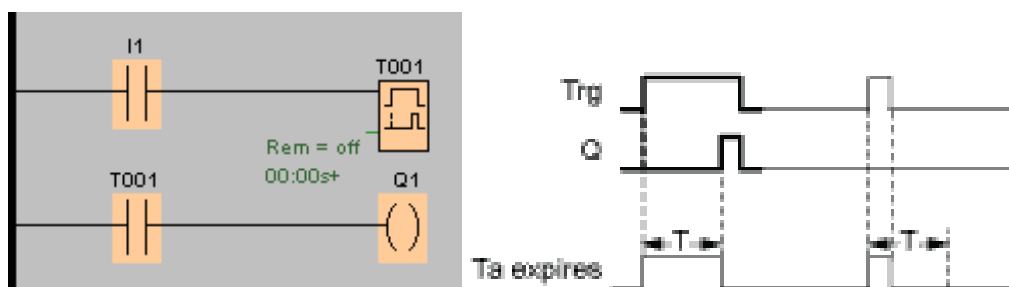 I1
T001
Rem = off
00:00s+
T001
Q1
Trg
Q
T
T
Ta expires